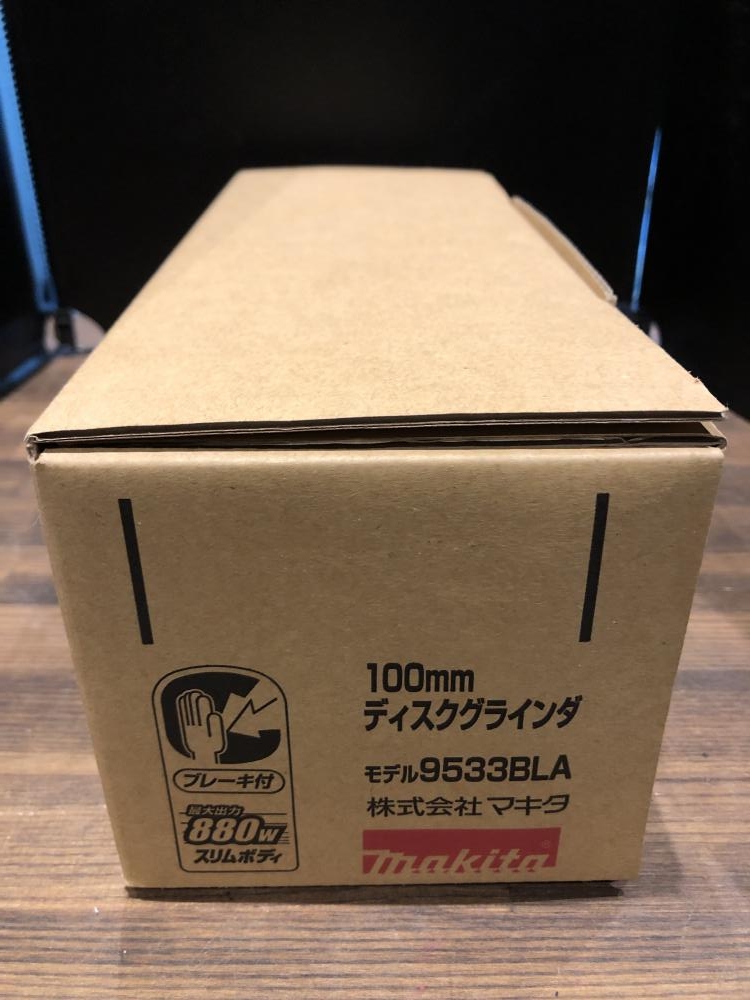 100mm
ディスクグラインダ
モデル9533BLA
株式会社マキタ
makita®
ブレーキ付
最大出力
880W
スリムボディ